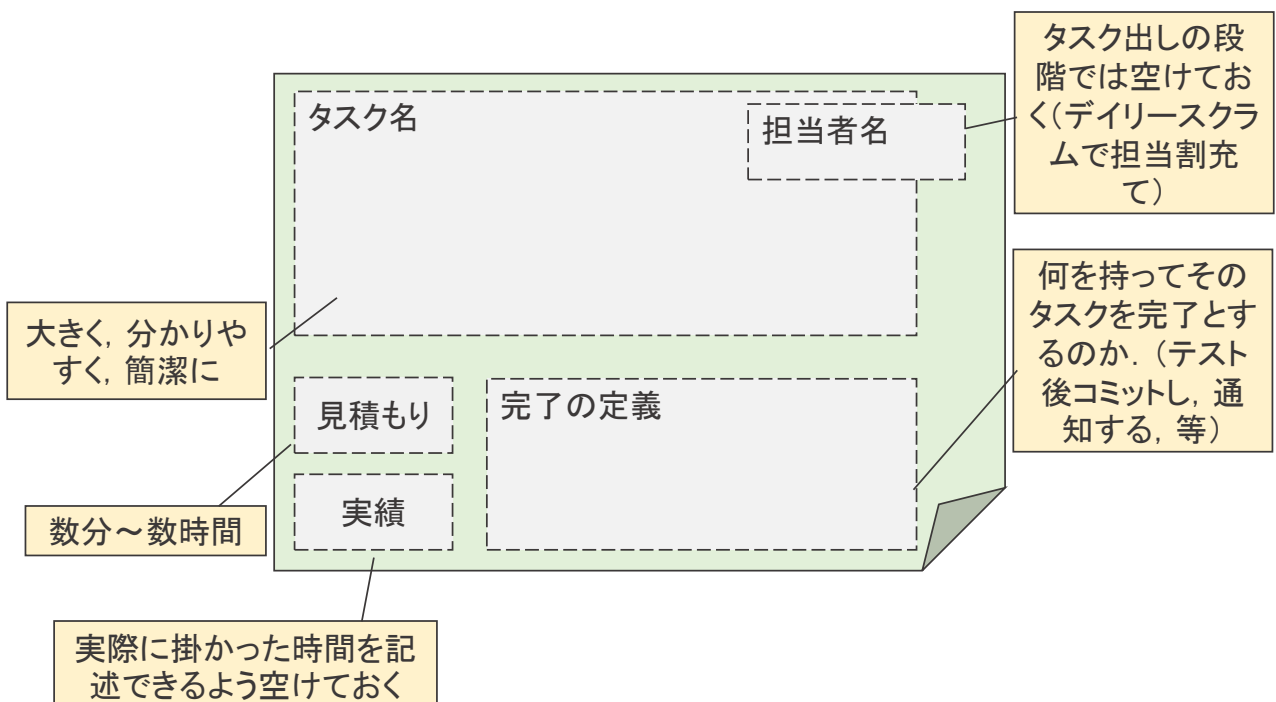 タスク出しの段
階では空けてお
く(デイリースクラ
ムで担当割充
て)
タスク名
担当者名
大きく, 分かりや
すく, 簡潔に
何を持ってその
タスクを完了とす
るのか. (テスト
後コミットし, 通
知する, 等)
見積もり
完了の定義
数分～数時間
実績
実際に掛かった時間を記
述できるよう空けておく